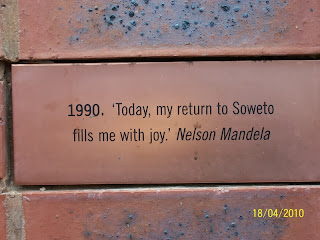 1990. ‘Today, my return to Soweto
fills me with joy.’ Nelson Mandela
18/04/2010